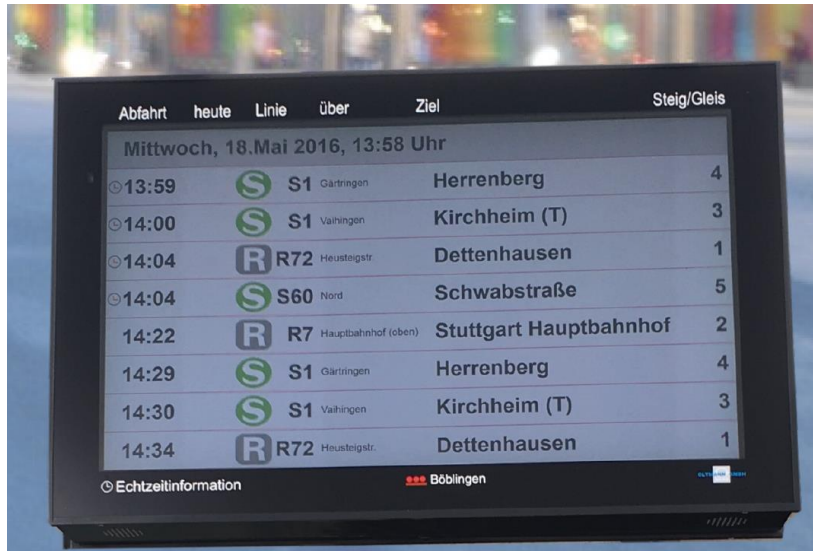 Abfahrt heute Linie über Ziel Steig/Gleis
Mittwoch, 18.Mai 2016, 13:58 Uhr
13:59 S S1 Gärtringen Herrenberg 4
14:00 S S1 Vaihingen Kirchheim (T) 3
14:04 R R72 Heusteigstr. Dettenhausen 1
14:04 S S60 Nord Schwabstraße 5
14:22 R R7 Hauptbahnhof (oben) Stuttgart Hauptbahnhof 2
14:29 S S1 Gärtringen Herrenberg 4
14:30 S S1 Vaihingen Kirchheim (T) 3
14:34 R R72 Heusteigstr. Dettenhausen 1
Echtzeitinformation Böblingen